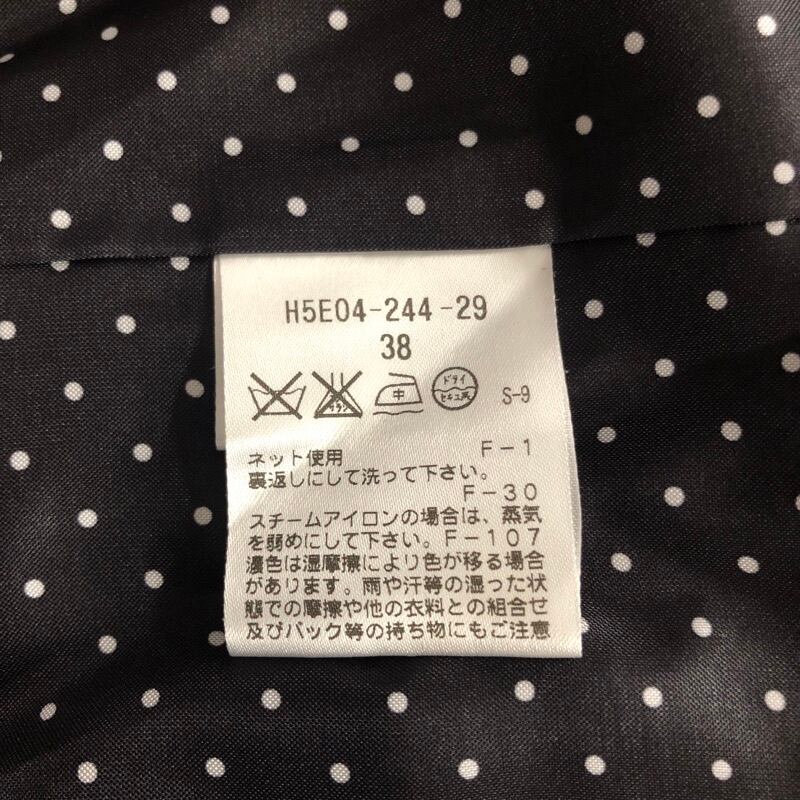 H5E04-244-29
38
中 ドライ セキユ系 S-9
ネット使用 F-1
裏返しにして洗って下さい。
F-30
スチームアイロンの場合は、蒸気
を弱めにして下さい。F-107
濃色は湿摩擦により色が移る場合
があります。雨や汗等の湿った状
態での摩擦や他の衣料との組合せ
及びバック等の持ち物にもご注意